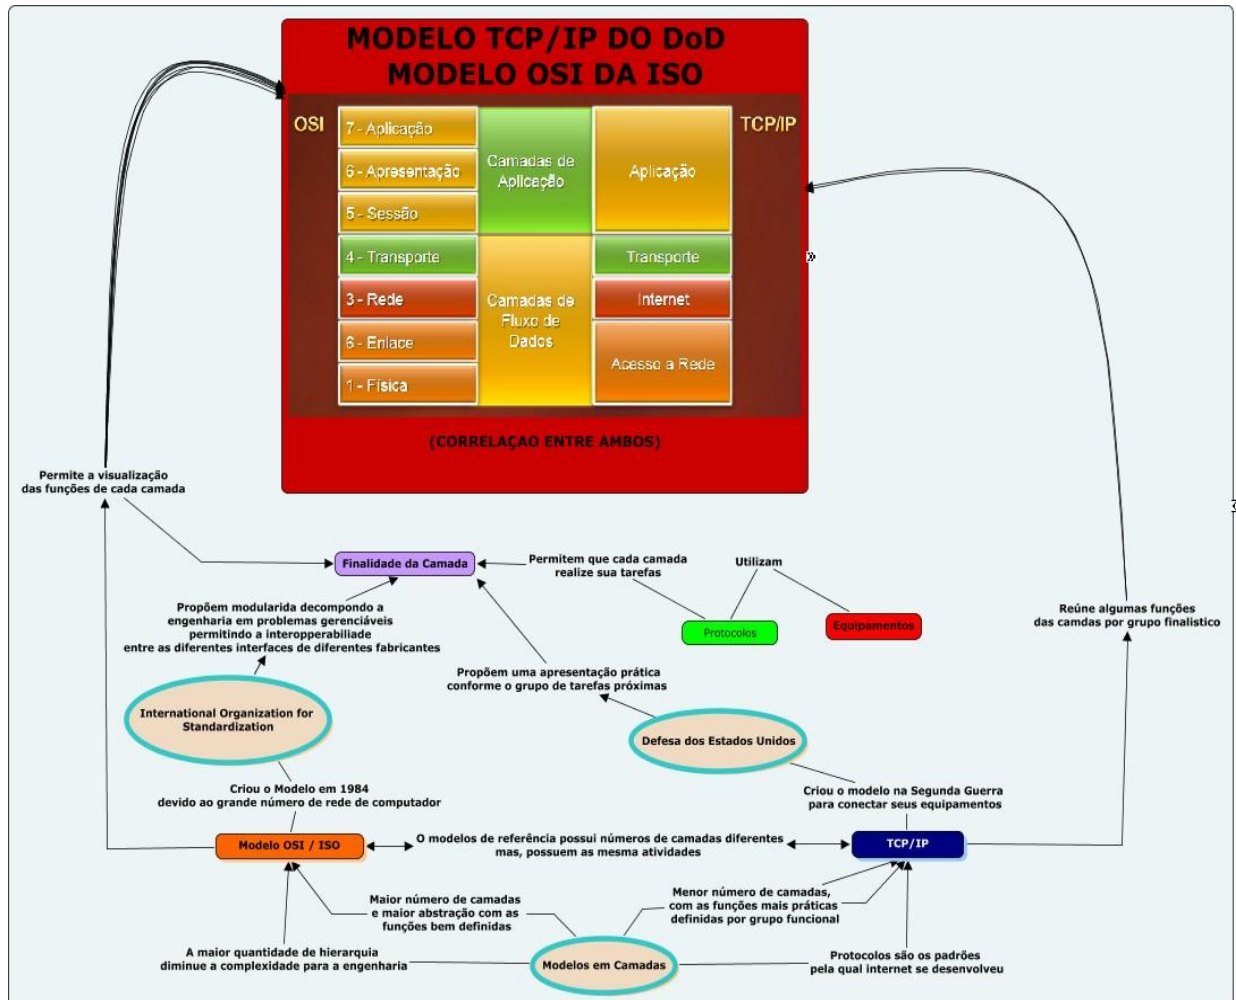 MODELO TCP/IP DO DoD
MODELO OSI DA ISO
OSI
TCP/IP
7 - Aplicação
6 - Apresentação
5 - Sessão
4 - Transporte
3 - Rede
6 - Enlace
1 - Física
Camadas de
Aplicação
Camadas de
Fluxo de
Dados
Aplicação
Transporte
Internet
Acesso a Rede
(CORRELAÇAO ENTRE AMBOS)
Permite a visualização
das funções de cada camada
Finalidade da Camada
Permitem que cada camada
realize sua tarefas
Utilizam
Protocolos
Equipamentos
Reúne algumas funções
das camdas por grupo finalistico
Propõem modularida decompondo a
engenharia em problemas gerenciáveis
permitindo a interopperabiliade
entre as diferentes interfaces de diferentes fabricantes
Propõem uma apresentação prática
conforme o grupo de tarefas próximas
International Organization for
Standardization
Defesa dos Estados Unidos
Criou o Modelo em 1984
devido ao grande número de rede de computador
Criou o modelo na Segunda Guerra
para conectar seus equipamentos
Modelo OSI / ISO
O modelos de referência possui números de camadas diferentes
mas, possuem as mesma atividades
TCP/IP
Maior número de camadas
e maior abstração com as
funções bem definidas
Menor número de camadas,
com as funções mais práticas
definidas por grupo funcional
A maior quantidade de hierarquia
diminue a complexidade para a engenharia
Modelos em Camadas
Protocolos são os padrões
pela qual internet se desenvolveu